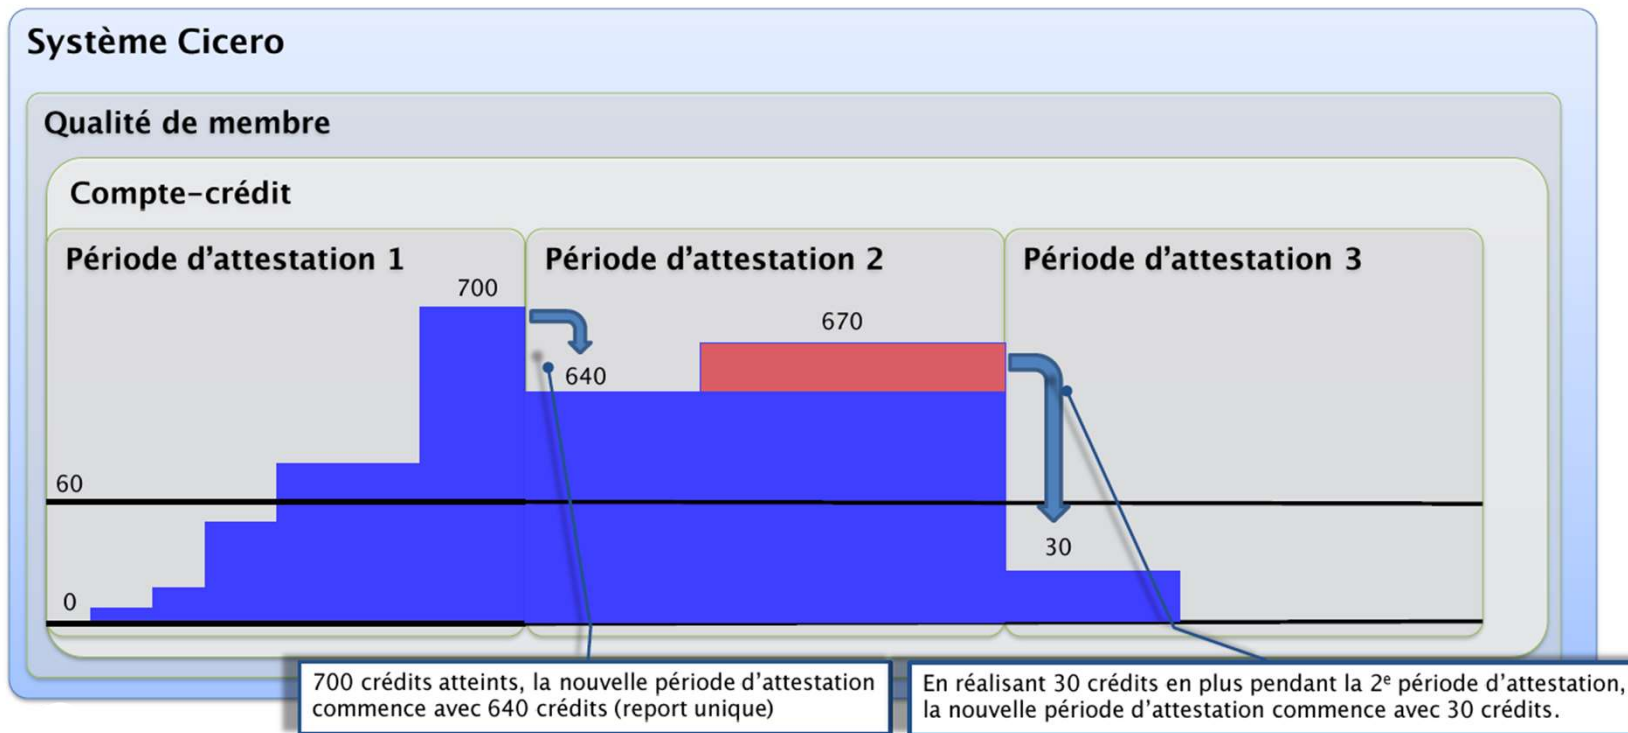 Système Cicero
Qualité de membre
Compte-crédit
Période d'attestation 1
Période d'attestation 2
Période d'attestation 3
700
670
640
60
30
0
700 crédits atteints, la nouvelle période d'attestation
commence avec 640 crédits (report unique)
En réalisant 30 crédits en plus pendant la 2e période d'attestation,
la nouvelle période d'attestation commence avec 30 crédits.